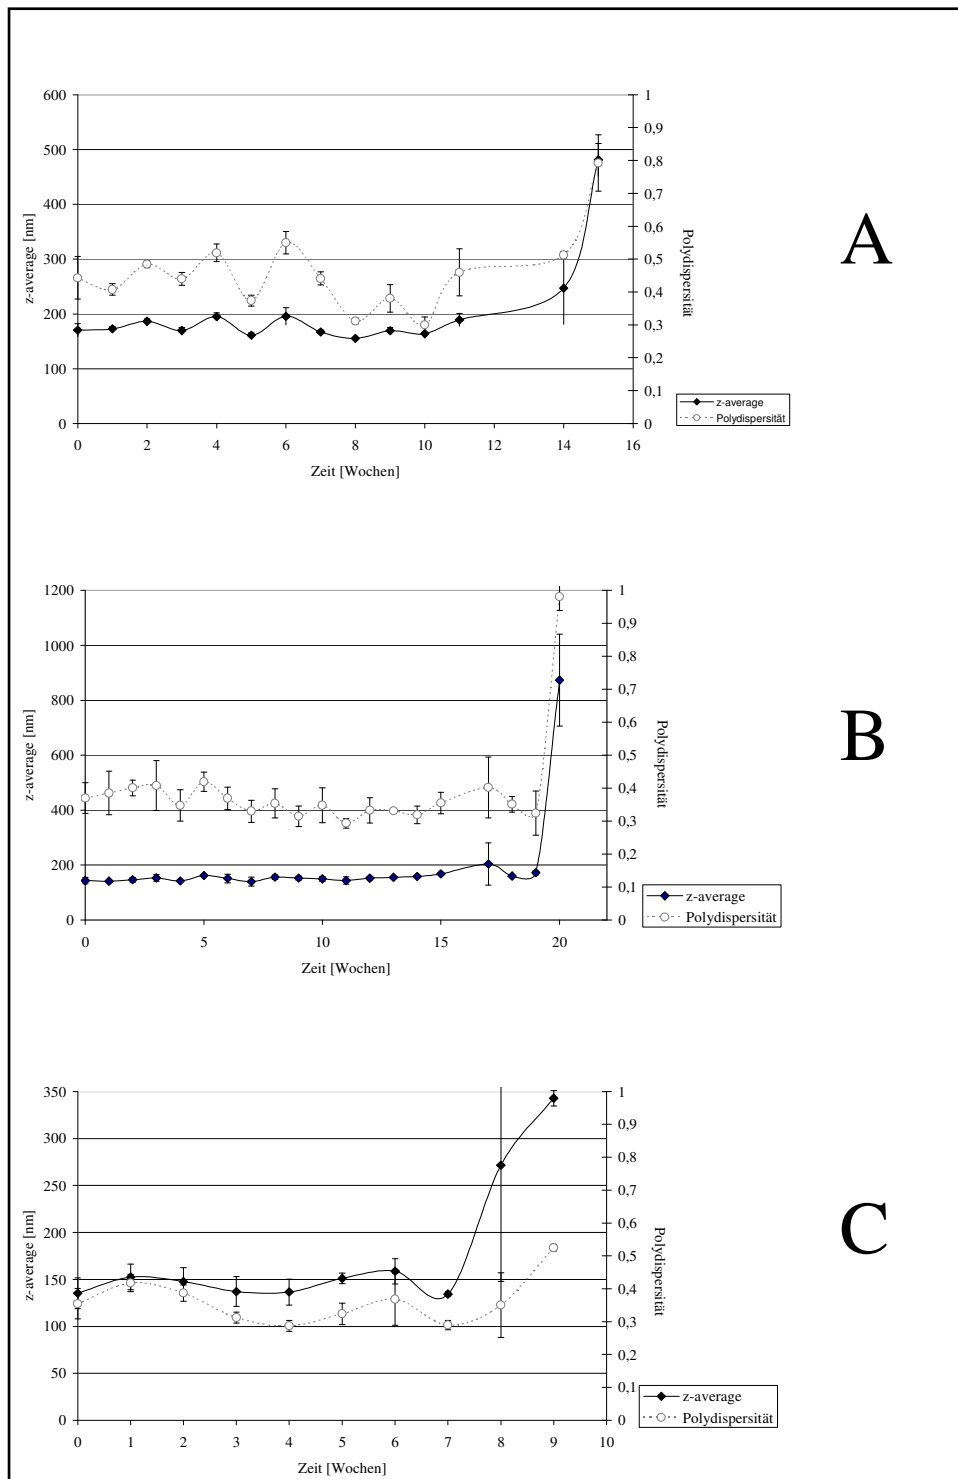 600
500
400
300
200
100
0
z-average [nm]
1
0,9
0,8
0,7
0,6
0,5
0,4
0,3
0,2
0,1
0
Polydispersität
0 2 4 6 8 10 12 14 16
Zeit [Wochen]
z-average
Polydispersität
A
1200
1000
800
600
400
200
0
z-average [nm]
1
0,9
0,8
0,7
0,6
0,5
0,4
0,3
0,2
0,1
0
Polydispersität
0 5 10 15 20
Zeit [Wochen]
z-average
Polydispersität
B
350
300
250
200
150
100
50
0
z-average [nm]
1
0,9
0,8
0,7
0,6
0,5
0,4
0,3
0,2
0,1
0
Polydispersität
0 1 2 3 4 5 6 7 8 9 10
Zeit [Wochen]
z-average
Polydispersität
C